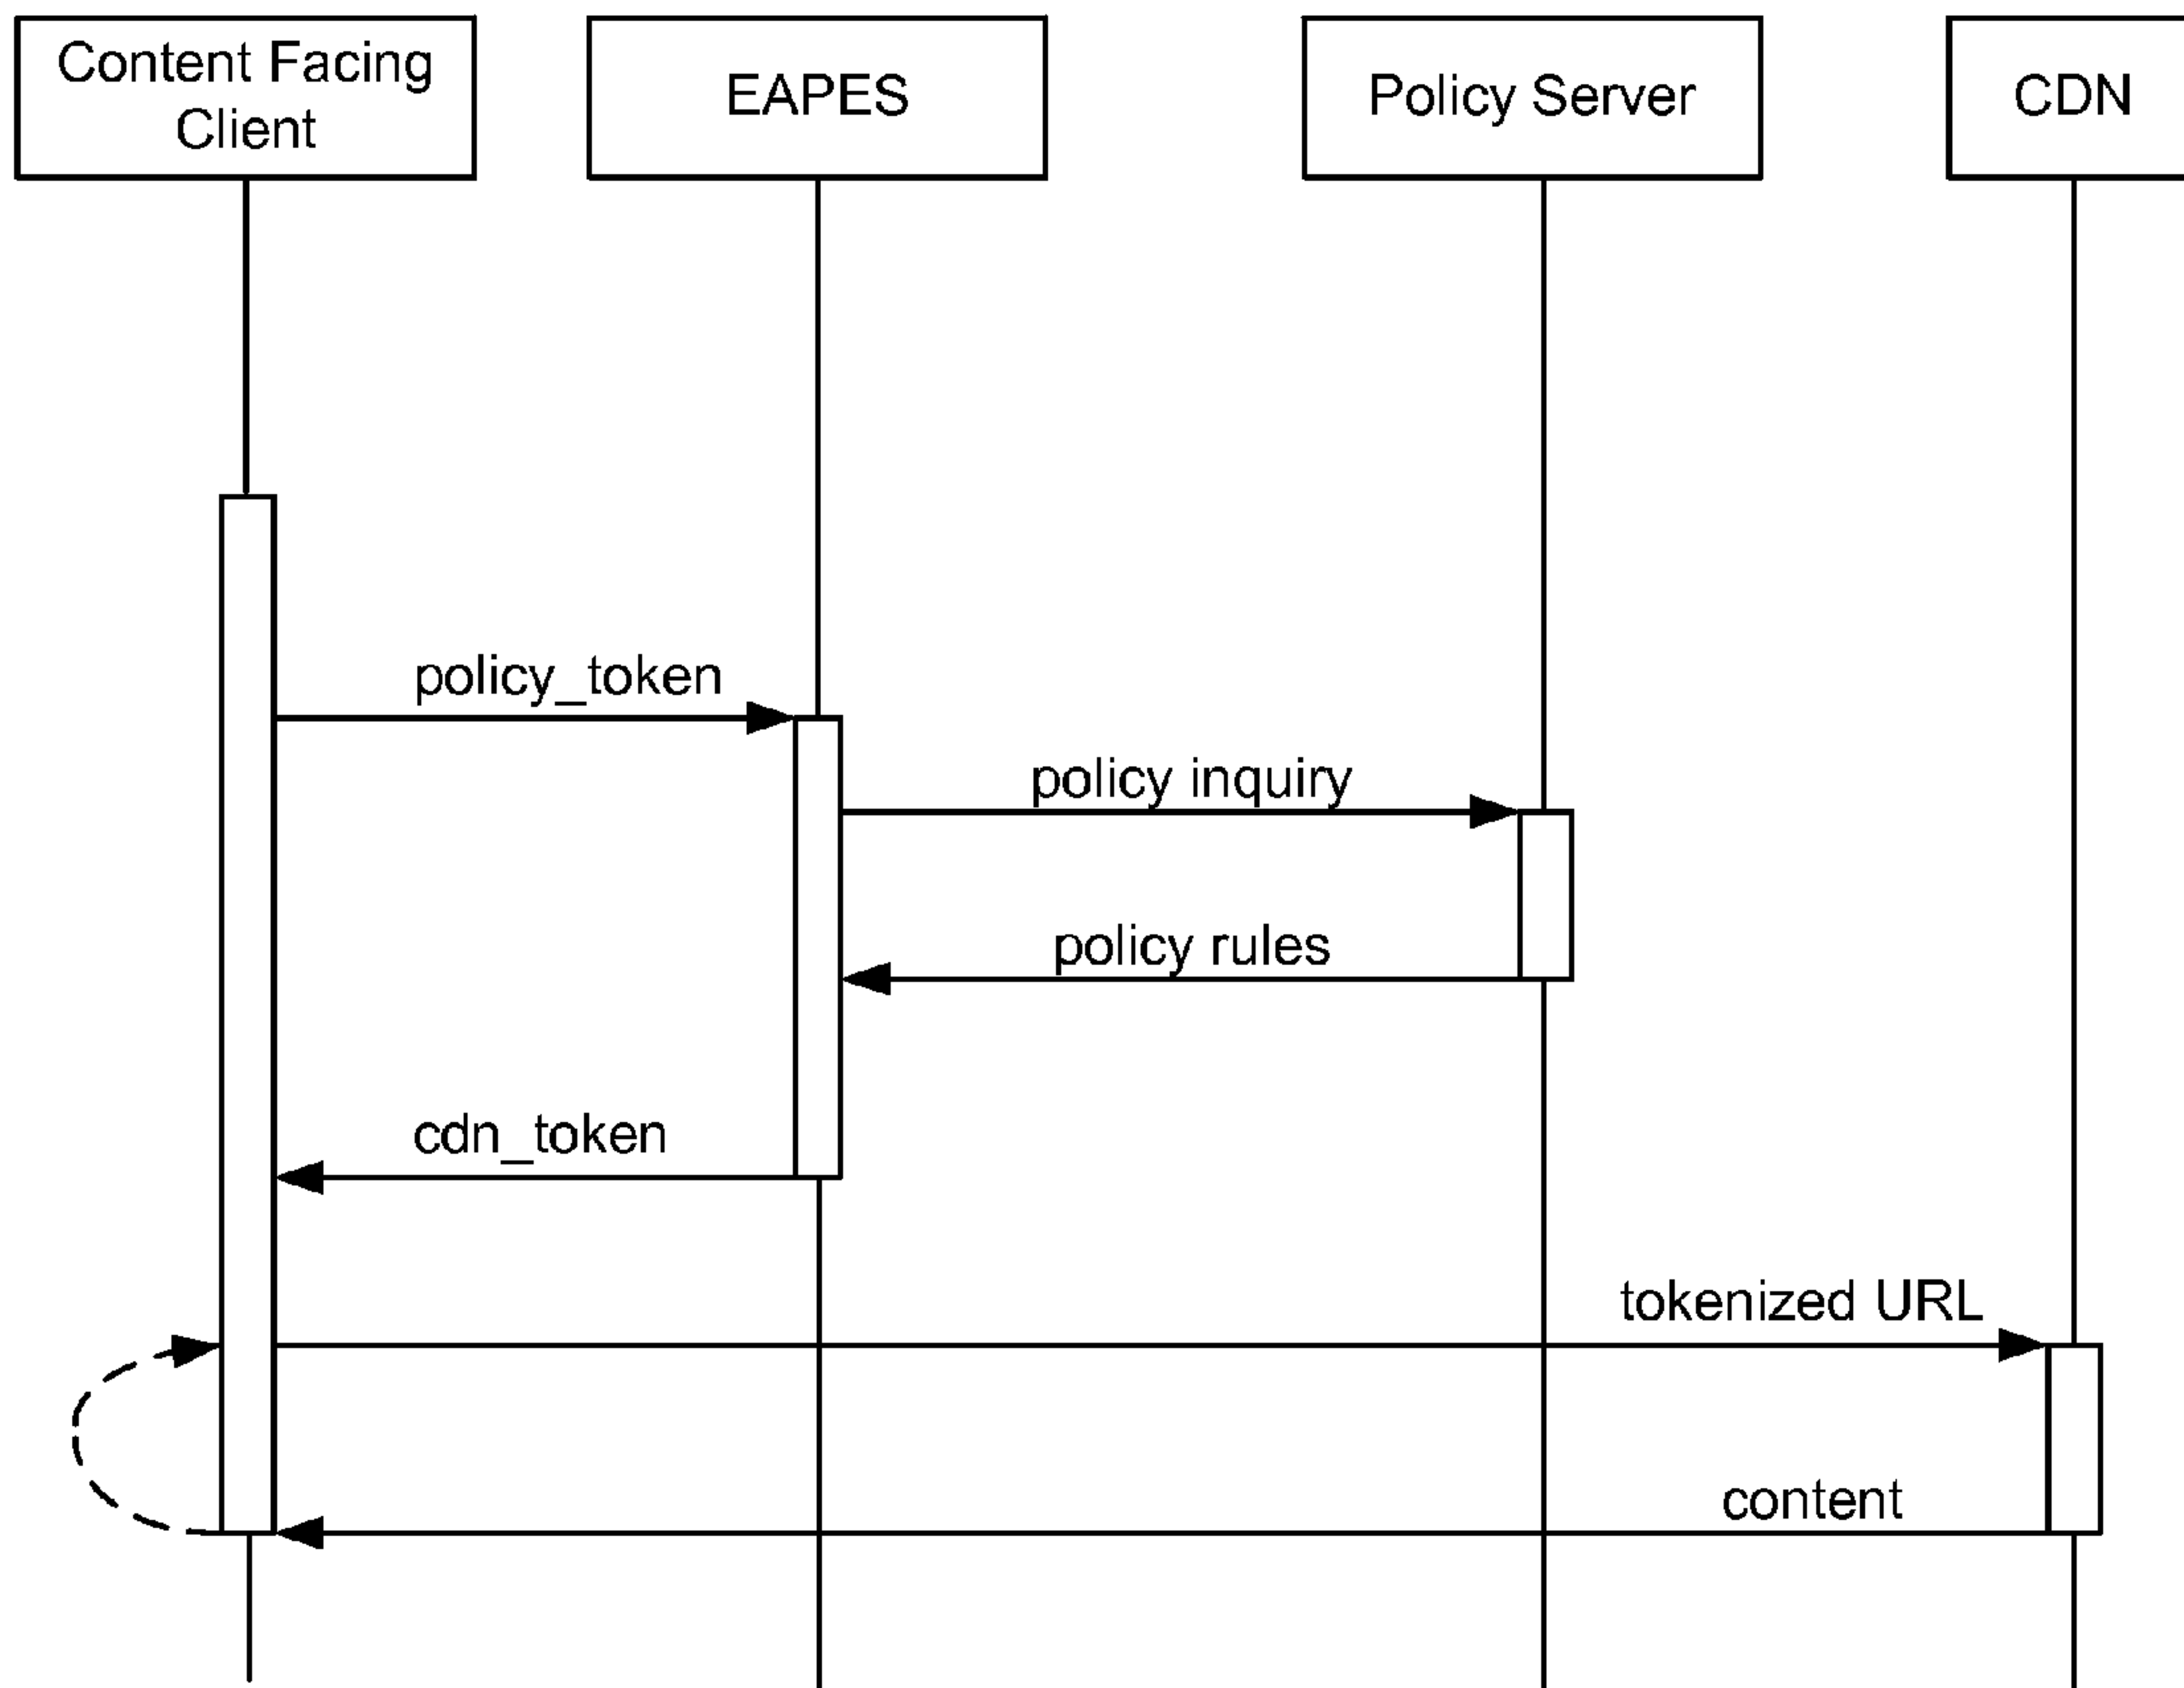 Content Facing
Client
EAPES
Policy Server
CDN
policy_token
policy inquiry
policy rules
cdn_token
tokenized URL
content